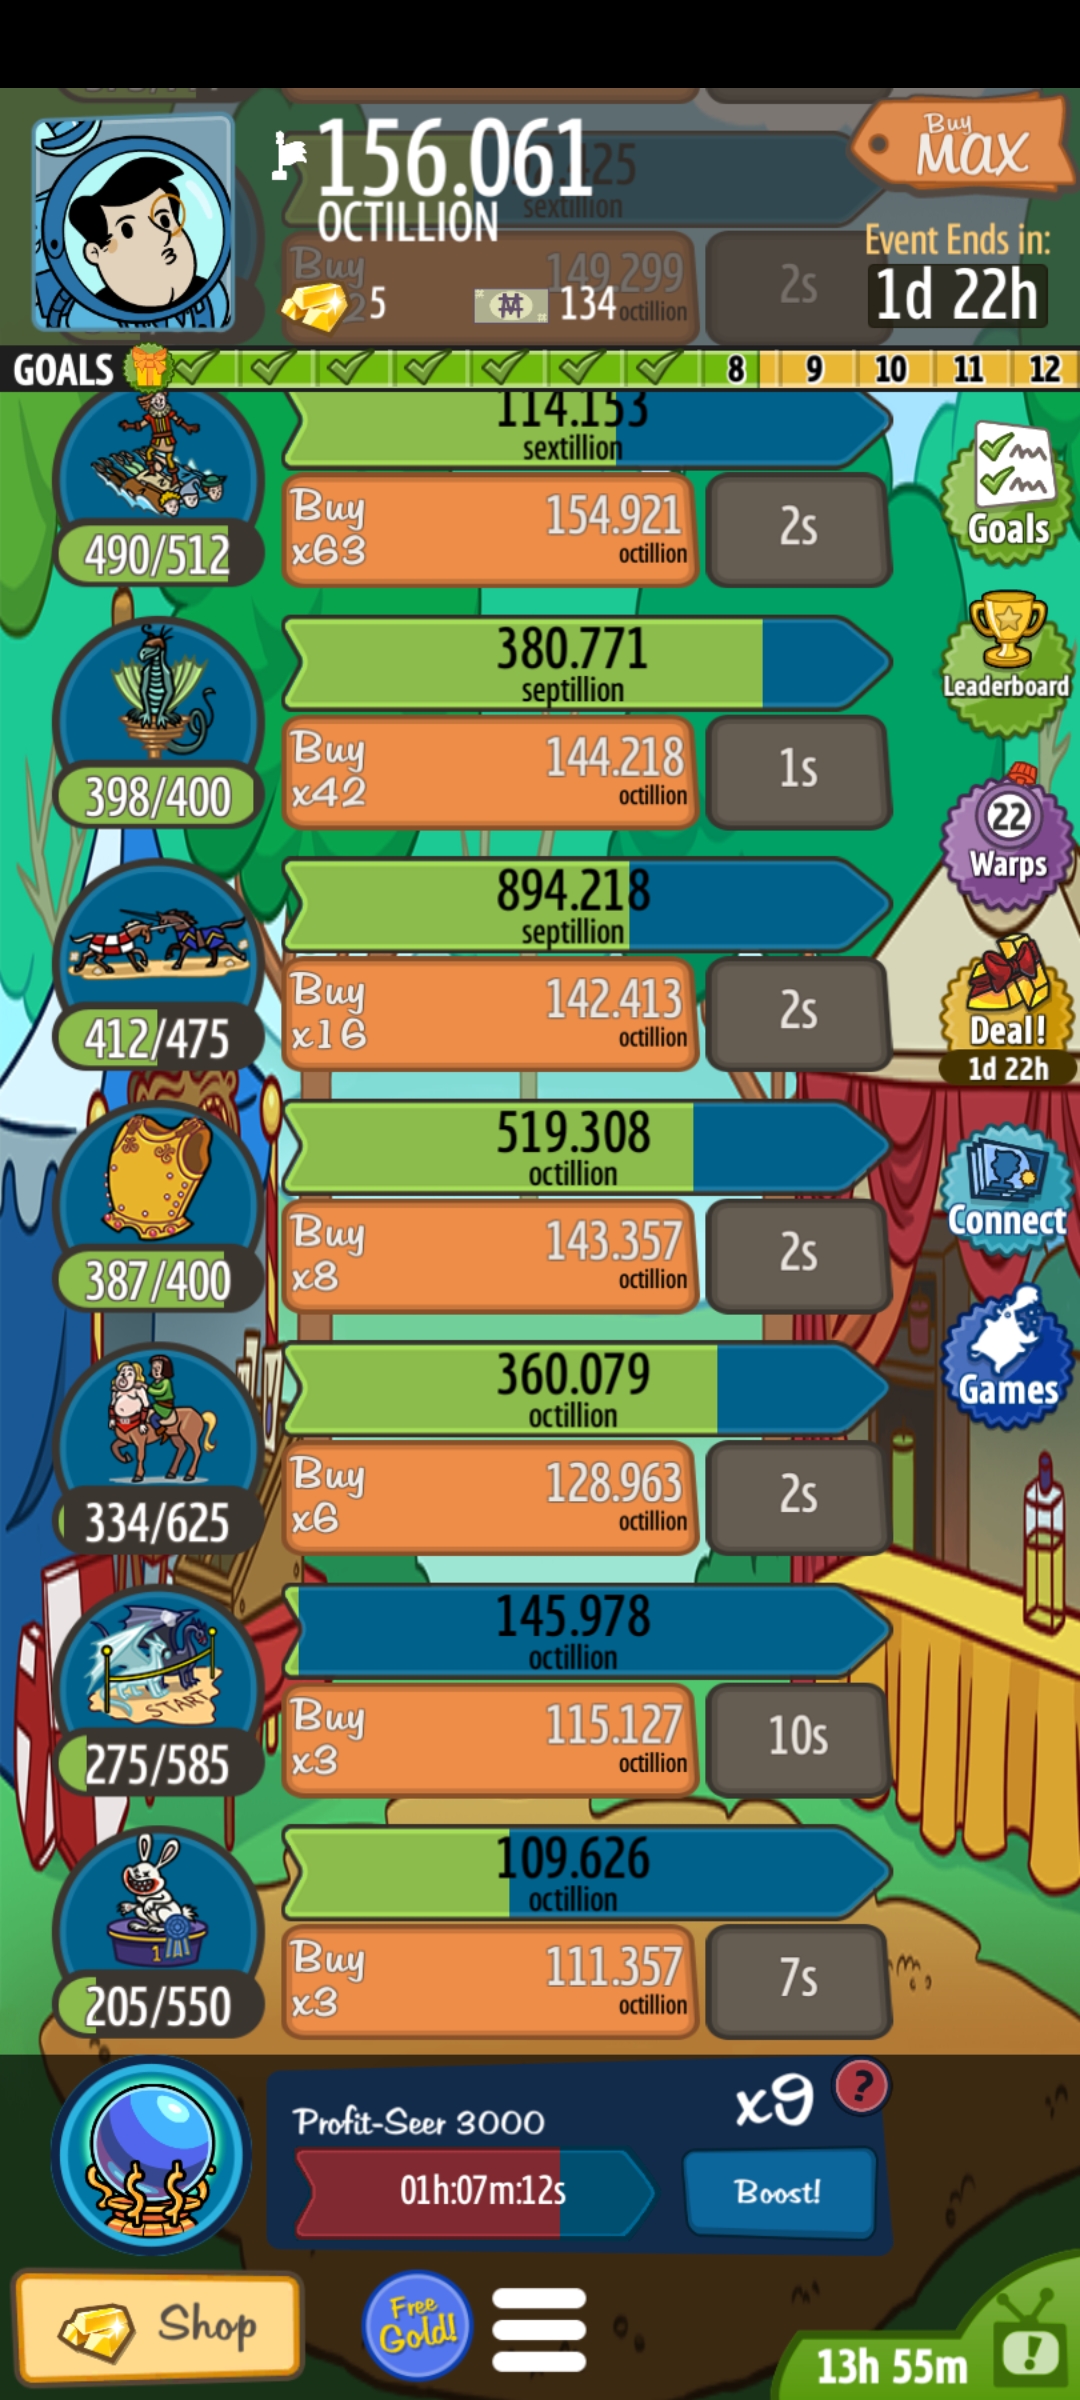 156.061
OCTILLION
Buy
MAX
sextillion
Event Ends in:
1d 22h
Buy
149.299
octillion
2s
5
134
GOALS 8 9 10 11 12
114.153
sextillion
490/512
Buy
x63
154.921
octillion
2s
Goals
380.771
septillion
398/400
Buy
x42
144.218
octillion
1s
Leaderboard
22
Warps
894.218
septillion
412/475
Buy
x16
142.413
octillion
2s
Deal!
1d 22h
519.308
octillion
387/400
Buy
x8
143.357
octillion
2s
Connect
360.079
octillion
334/625
Buy
x6
128.963
octillion
2s
Games
145.978
octillion
START
275/585
Buy
x3
115.127
octillion
10s
109.626
octillion
1
205/550
Buy
x3
111.357
octillion
7s
Profit-Seer 3000
x9
?
01h:07m:12s
Boost!
Shop
Free
Gold!
13h 55m
!